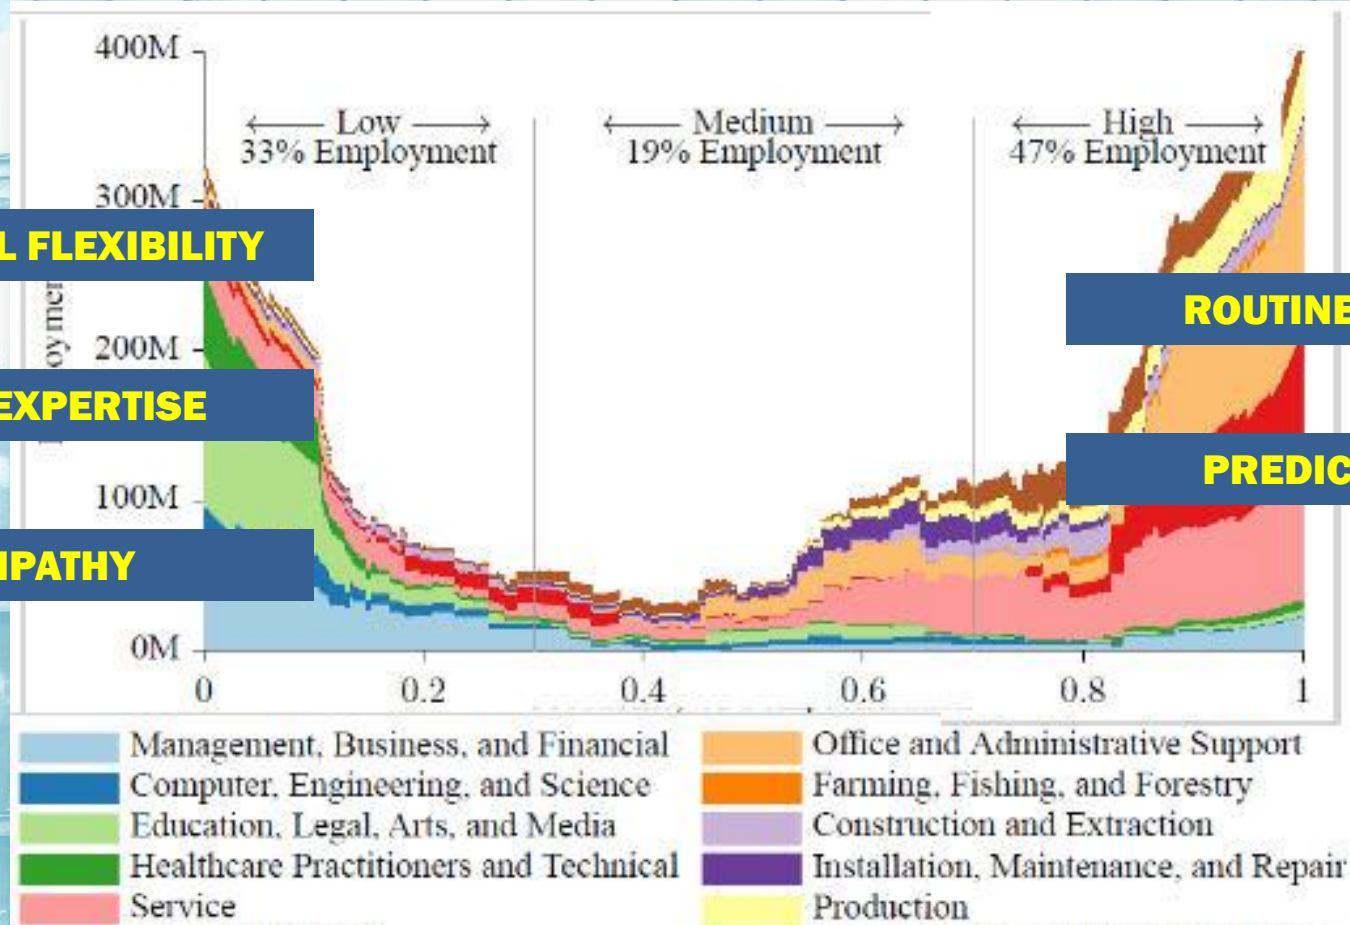 400M
Low
33% Employment
Medium
19% Employment
High
47% Employment
300M
L FLEXIBILITY
ROUTINE
200M
EXPERTISE
PREDIC
100M
MPATHY
0M
0 0.2 0.4 0.6 0.8 1
Management, Business, and Financial
Computer, Engineering, and Science
Education, Legal, Arts, and Media
Healthcare Practitioners and Technical
Service
Office and Administrative Support
Farming, Fishing, and Forestry
Construction and Extraction
Installation, Maintenance, and Repair
Production